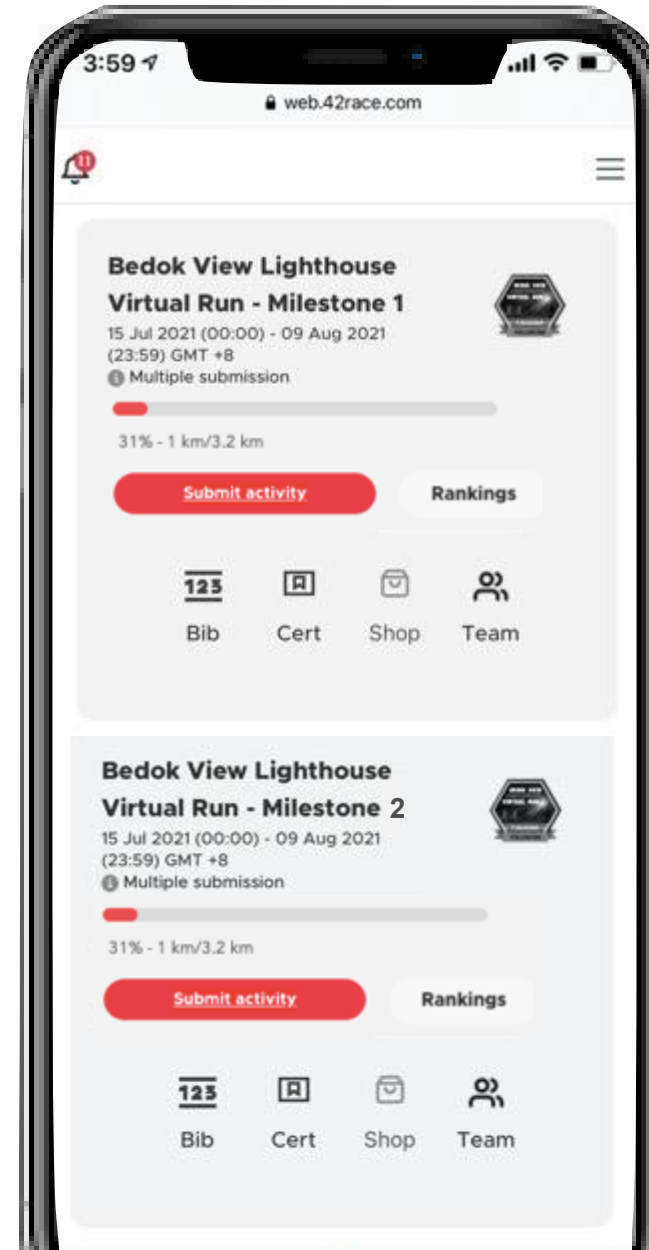 3:59
web.42race.com
11
Bedok View Lighthouse
Virtual Run - Milestone 1
15 Jul 2021 (00:00) - 09 Aug 2021
(23:59) GMT +8
Multiple submission
31% - 1 km/3.2 km
Submit activity
Rankings
123
Bib
Cert
Shop
Team
Bedok View Lighthouse
Virtual Run - Milestone 2
15 Jul 2021 (00:00) - 09 Aug 2021
(23:59) GMT +8
Multiple submission
31% - 1 km/3.2 km
Submit activity
Rankings
123
Bib
Cert
Shop
Team